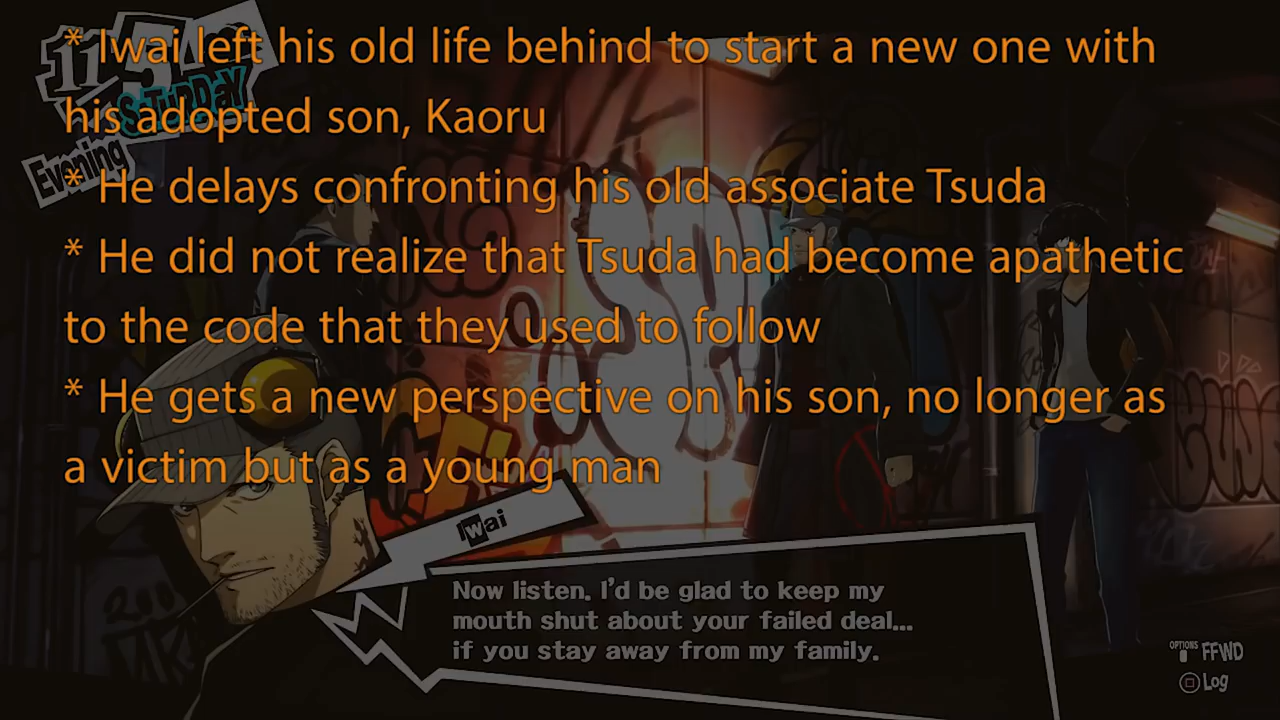 * Iwai left his old life behind to start a new one with
his adopted son, Kaoru
* He delays confronting his old associate Tsuda
* He did not realize that Tsuda had become apathetic
to the code that they used to follow
* He gets a new perspective on his son, no longer as
a victim but as a young man
11 5
Saturday
Evening
Iwai
Now listen. I'd be glad to keep my
mouth shut about your failed deal...
if you stay away from my family.
OPTIONS FFWD
Log